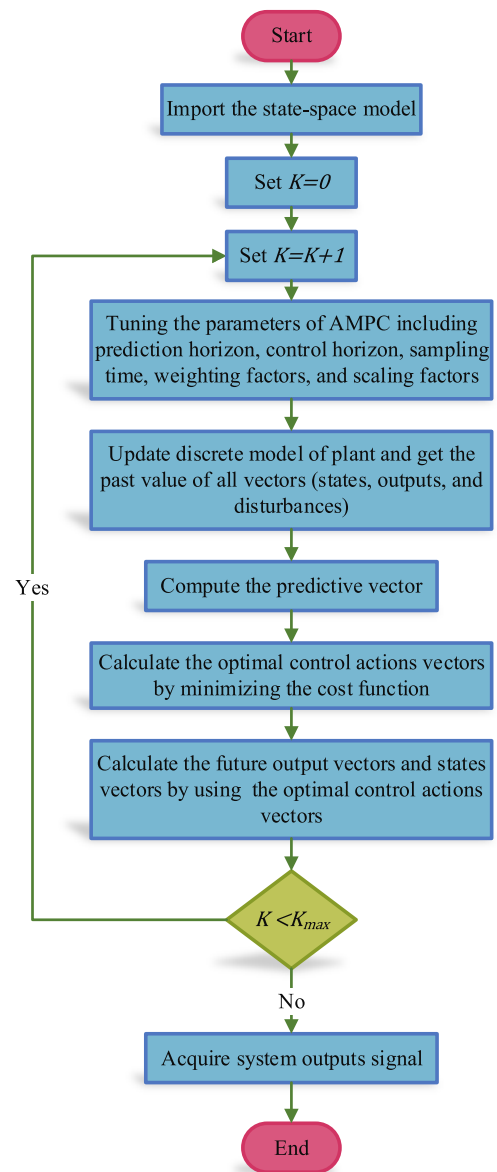 Start
Import the state-space model
Set K=0
Set K=K+1
Tuning the parameters of AMPC including
prediction horizon, control horizon, sampling
time, weighting factors, and scaling factors
Update discrete model of plant and get the
past value of all vectors (states, outputs, and
disturbances)
Yes
Compute the predictive vector
Calculate the optimal control actions vectors
by minimizing the cost function
Calculate the future output vectors and states
vectors by using the optimal control actions
vectors
K <Kmax
No
Acquire system outputs signal
End